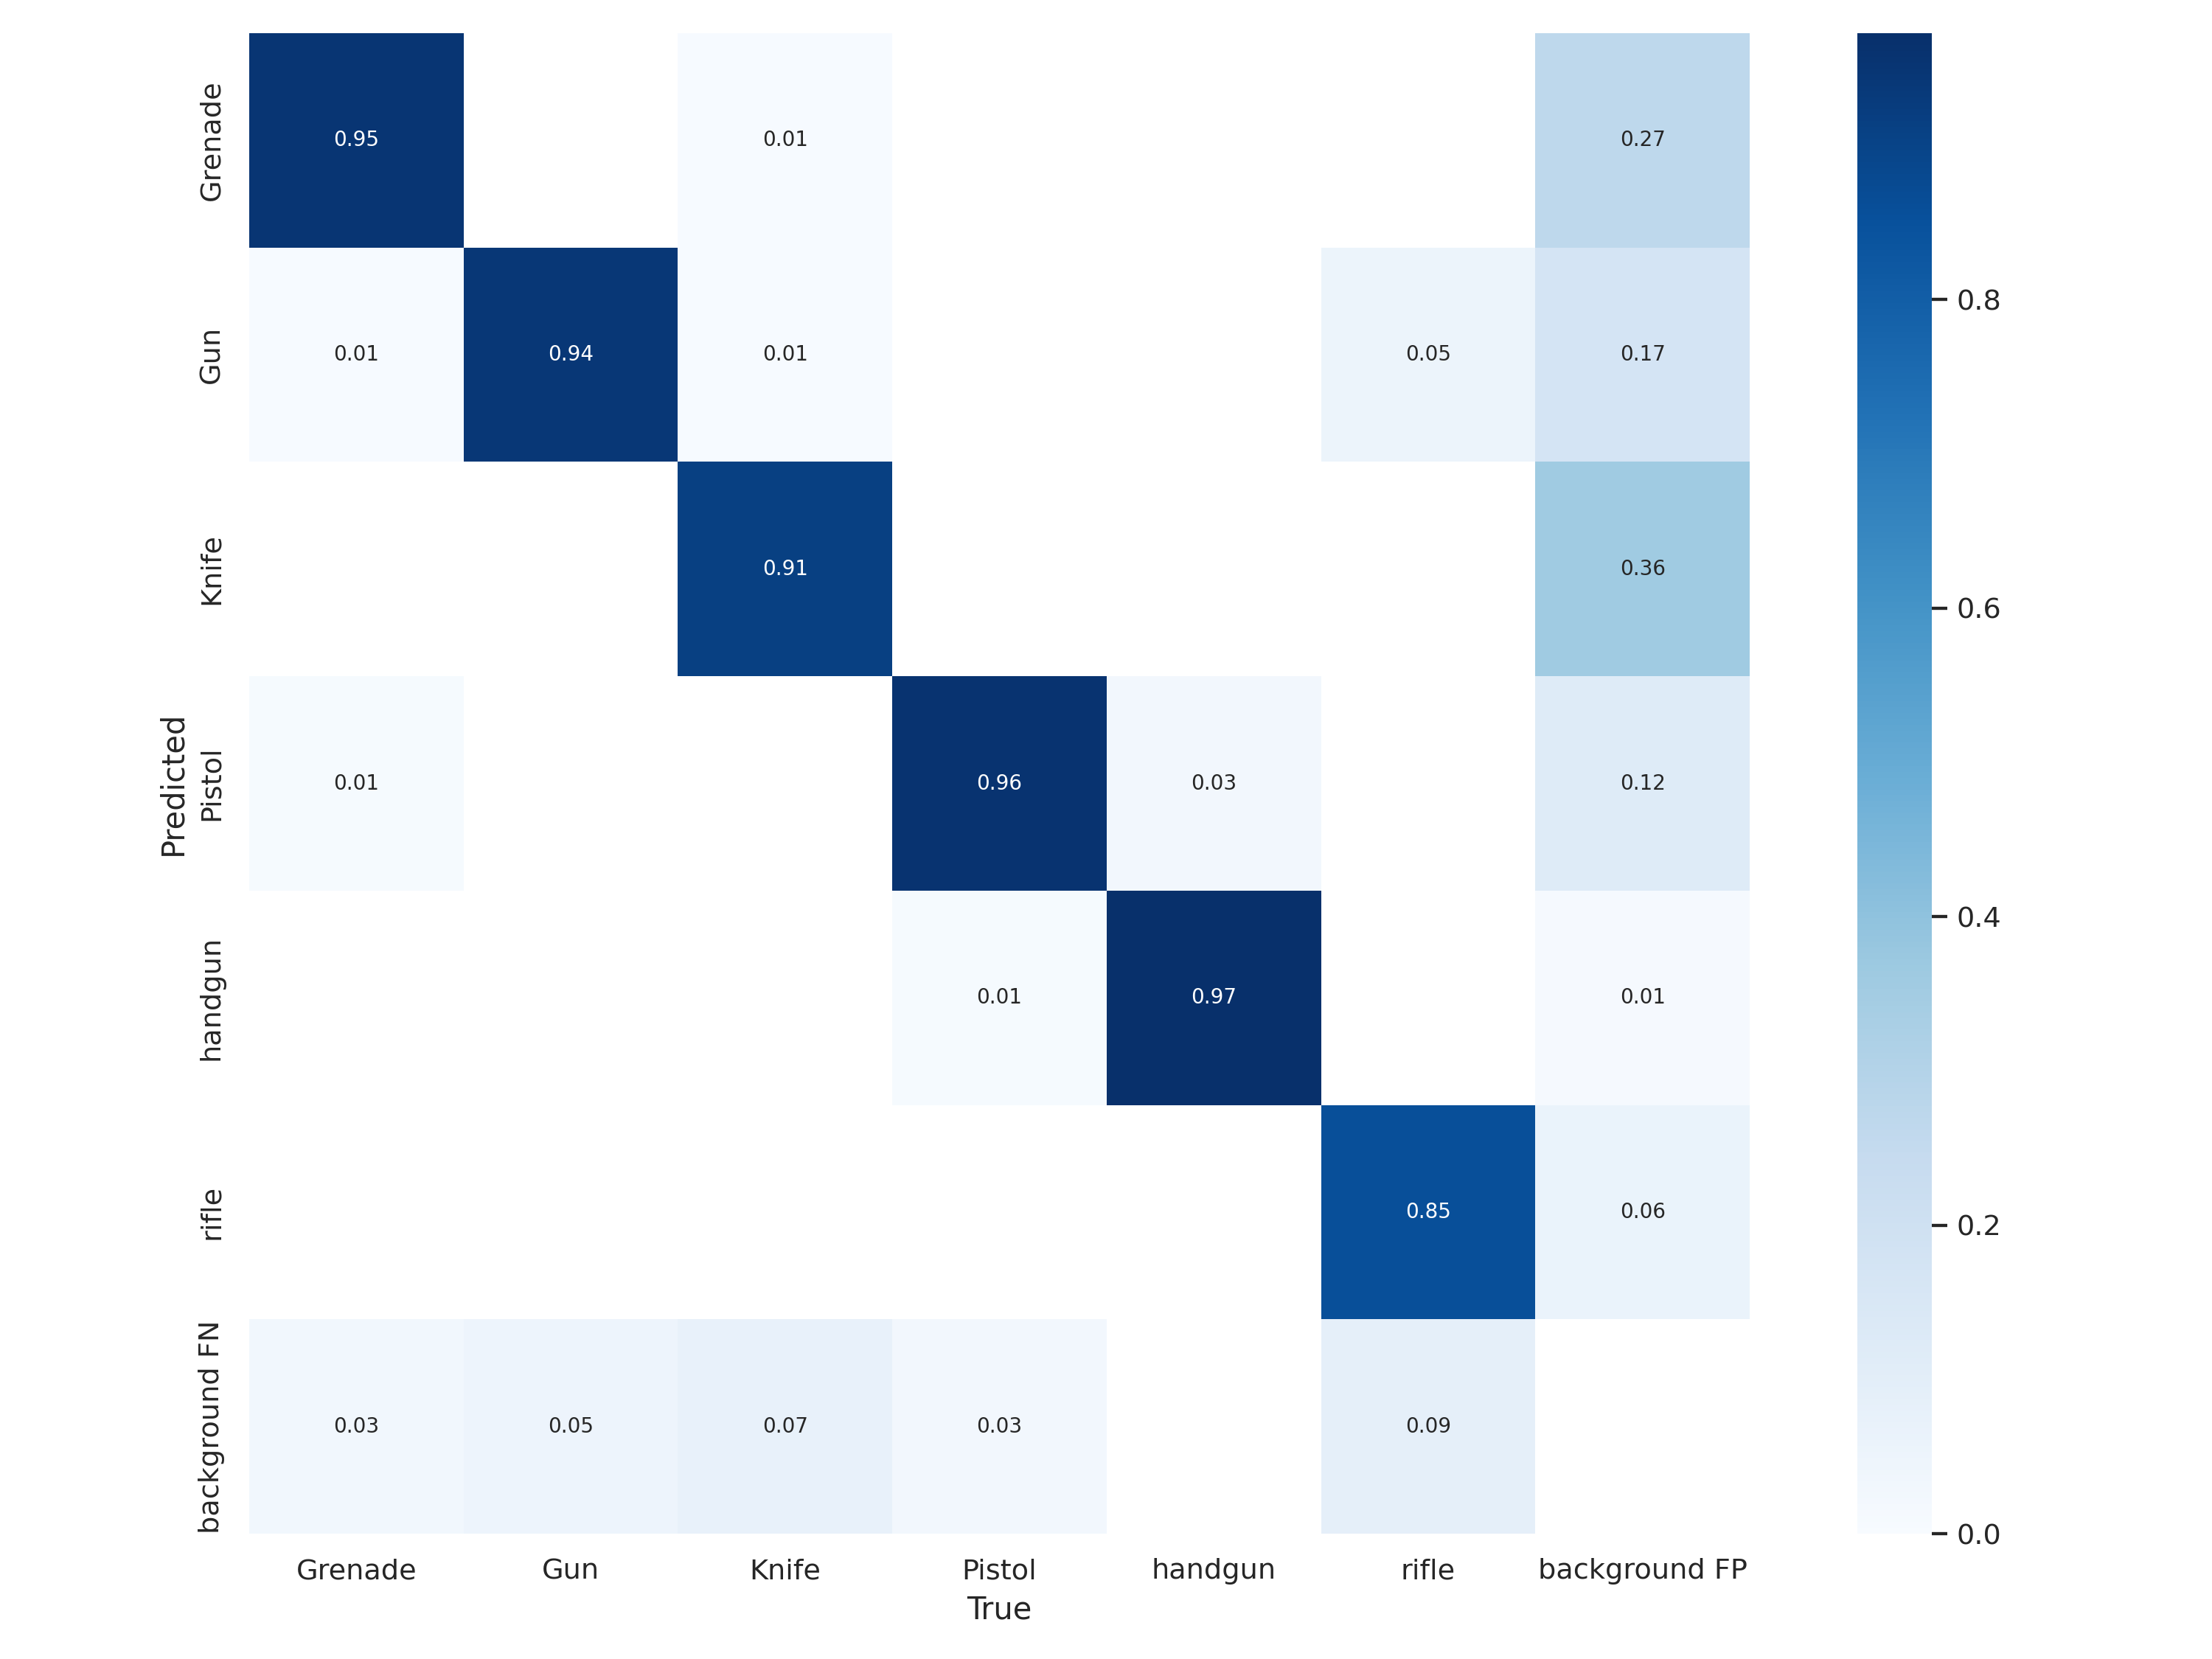 Predicted
Grenade
0.95
0.01
0.27
Gun
0.01
0.94
0.01
0.05
0.17
Knife
0.91
0.36
Pistol
0.01
0.96
0.03
0.12
handgun
0.01
0.97
0.01
rifle
0.85
0.06
background FN
0.03
0.05
0.07
0.03
0.09
Grenade Gun Knife Pistol handgun rifle background FP
True
0.8
0.6
0.4
0.2
0.0